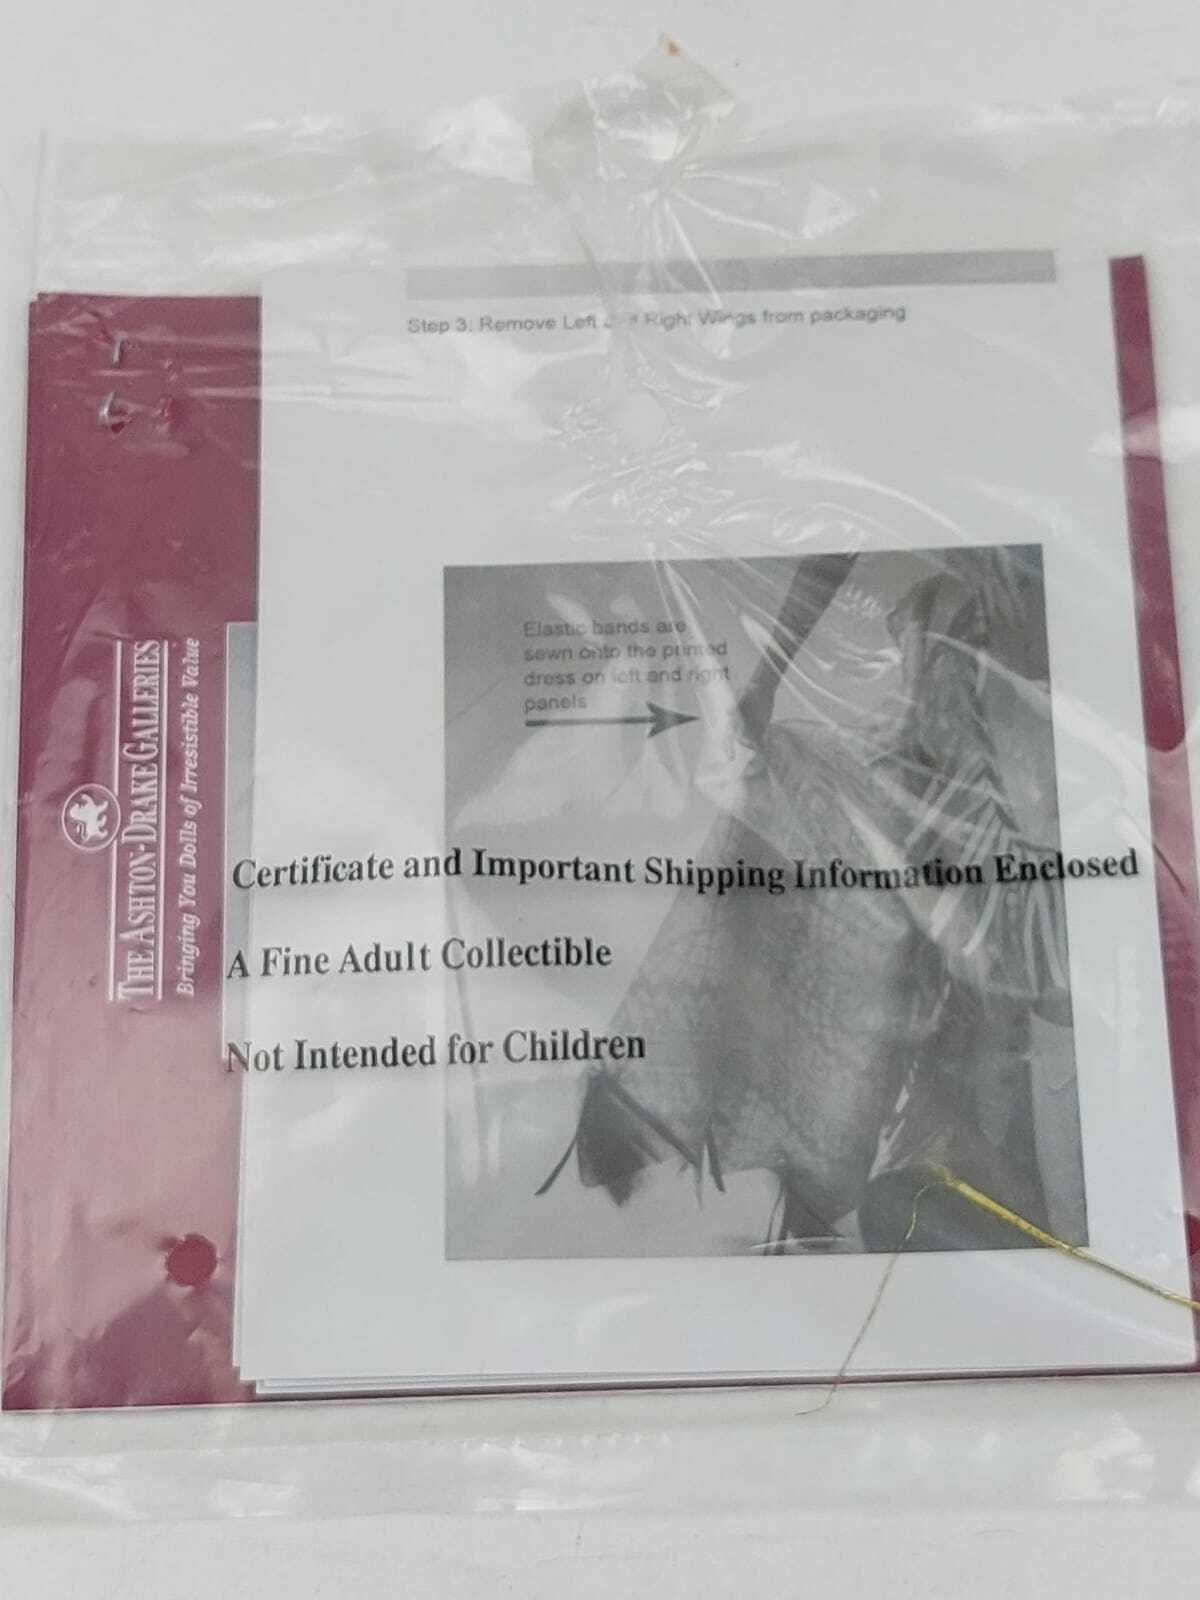 Step 3: Remove Left and Right Wings from packaging
Elastic bands are
sewn onto the printed
dress on left and right
panels
THE ASHTON-DRAKE GALLERIES
Bringing You Dolls of Irresistible Value
Certificate and Important Shipping Information Enclosed
A Fine Adult Collectible
Not Intended for Children